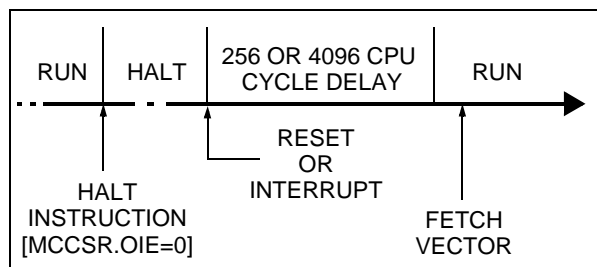 RUN
HALT
256 OR 4096 CPU
CYCLE DELAY
RUN
RESET
OR
INTERRUPT
HALT
INSTRUCTION
[MCCSR.OIE=0]
FETCH
VECTOR